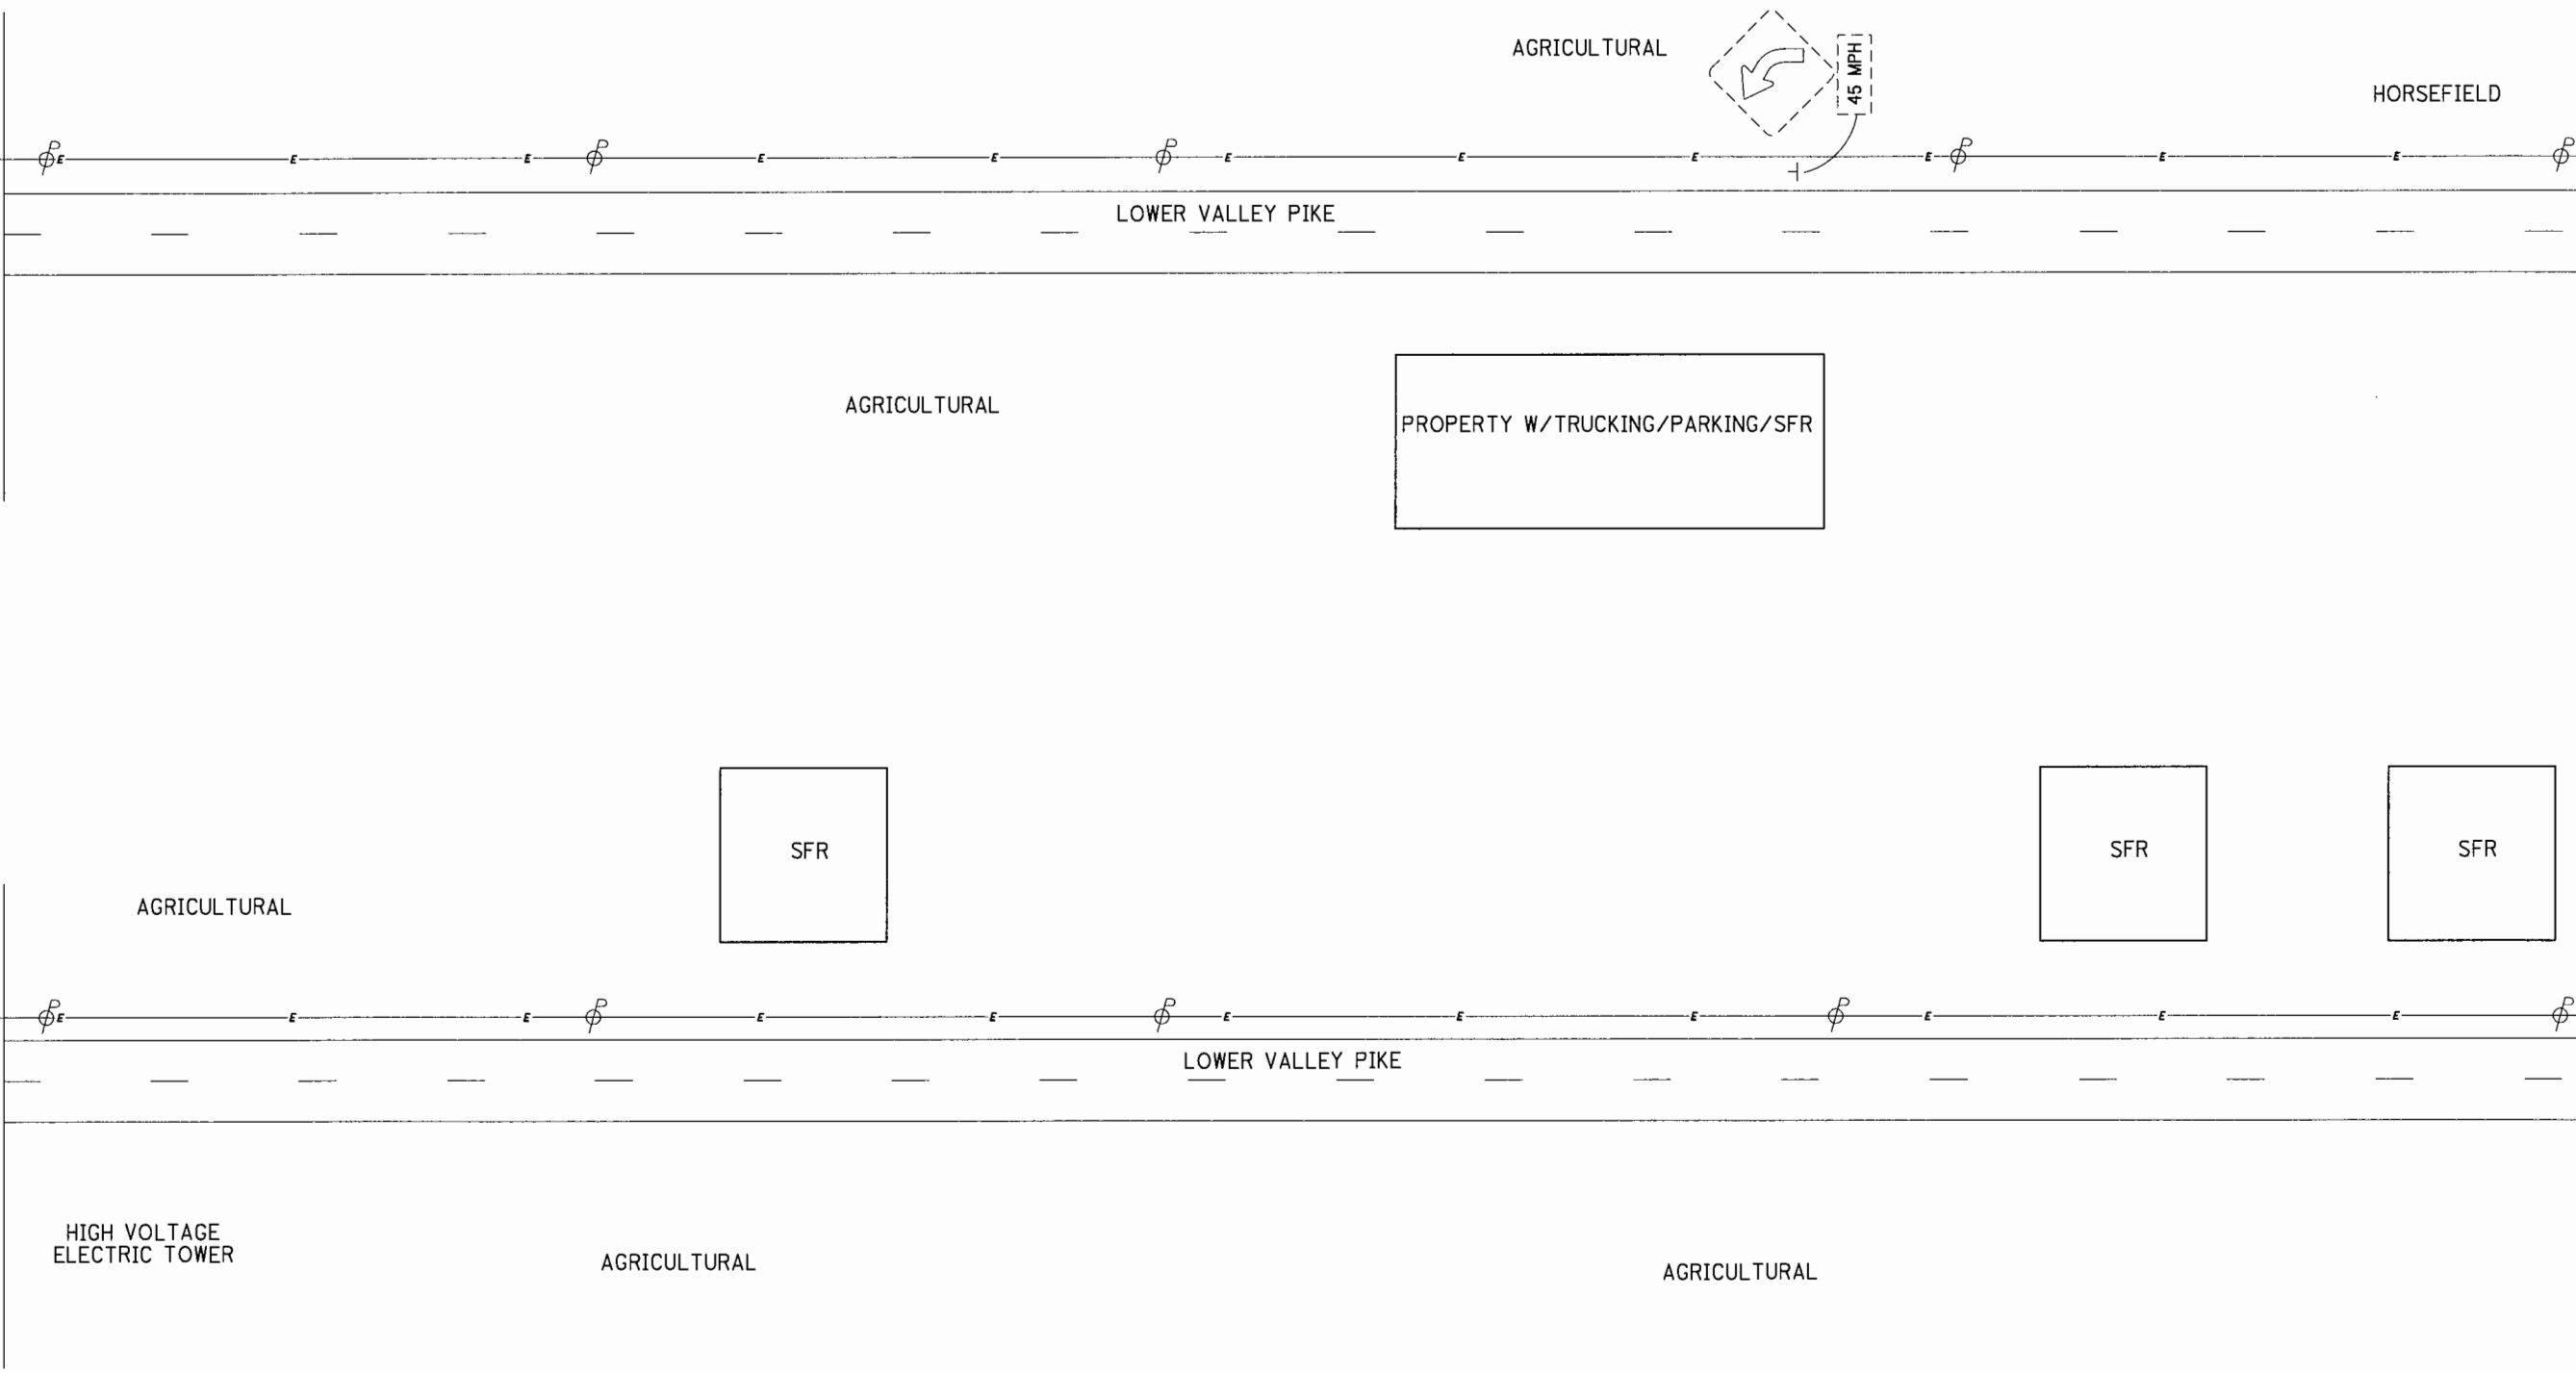 AGRICULTURAL
45 MPH
HORSEFIELD
E E E E E E E E E E E
LOWER VALLEY PIKE
AGRICULTURAL
PROPERTY W/TRUCKING/PARKING/SFR
SFR
SFR
SFR
AGRICULTURAL
E E E E E E E E E E E
LOWER VALLEY PIKE
HIGH VOLTAGE
ELECTRIC TOWER
AGRICULTURAL
AGRICULTURAL